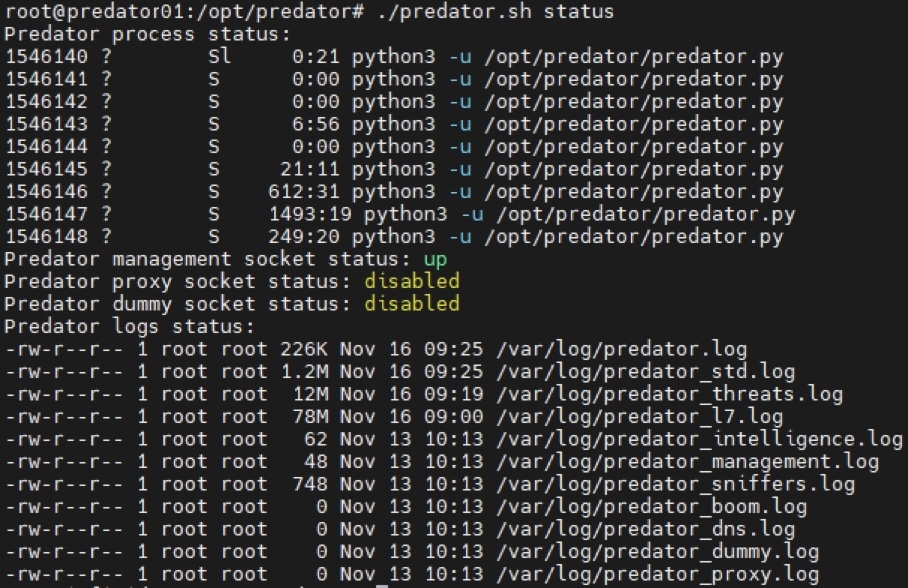 root@predator01:/opt/predator# ./predator.sh status
Predator process status:
1546140 ?        Sl     0:21 python3 -u /opt/predator/predator.py
1546141 ?        S      0:00 python3 -u /opt/predator/predator.py
1546142 ?        S      0:00 python3 -u /opt/predator/predator.py
1546143 ?        S      6:56 python3 -u /opt/predator/predator.py
1546144 ?        S      0:00 python3 -u /opt/predator/predator.py
1546145 ?        S     21:11 python3 -u /opt/predator/predator.py
1546146 ?        S    612:31 python3 -u /opt/predator/predator.py
1546147 ?        S    1493:19 python3 -u /opt/predator/predator.py
1546148 ?        S    249:20 python3 -u /opt/predator/predator.py
Predator management socket status: up
Predator proxy socket status: disabled
Predator dummy socket status: disabled
Predator logs status:
-rw-r--r-- 1 root root 226K Nov 16 09:25 /var/log/predator.log
-rw-r--r-- 1 root root 1.2M Nov 16 09:25 /var/log/predator_std.log
-rw-r--r-- 1 root root  12M Nov 16 09:19 /var/log/predator_threats.log
-rw-r--r-- 1 root root  78M Nov 16 09:00 /var/log/predator_l7.log
-rw-r--r-- 1 root root   62 Nov 13 10:13 /var/log/predator_intelligence.log
-rw-r--r-- 1 root root   48 Nov 13 10:13 /var/log/predator_management.log
-rw-r--r-- 1 root root  748 Nov 13 10:13 /var/log/predator_sniffers.log
-rw-r--r-- 1 root root    0 Nov 13 10:13 /var/log/predator_boom.log
-rw-r--r-- 1 root root    0 Nov 13 10:13 /var/log/predator_dns.log
-rw-r--r-- 1 root root    0 Nov 13 10:13 /var/log/predator_dummy.log
-rw-r--r-- 1 root root    0 Nov 13 10:13 /var/log/predator_proxy.log